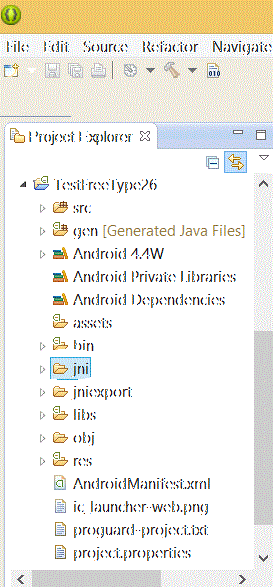 File Edit Source Refactor Navigate
010
Project Explorer
TestFreeType26
src
gen [Generated Java Files]
Android 4.4W
Android Private Libraries
Android Dependencies
assets
bin
jni
jniexport
libs
obj
res
AndroidManifest.xml
ic_launcher-web.png
proguard-project.txt
project.properties